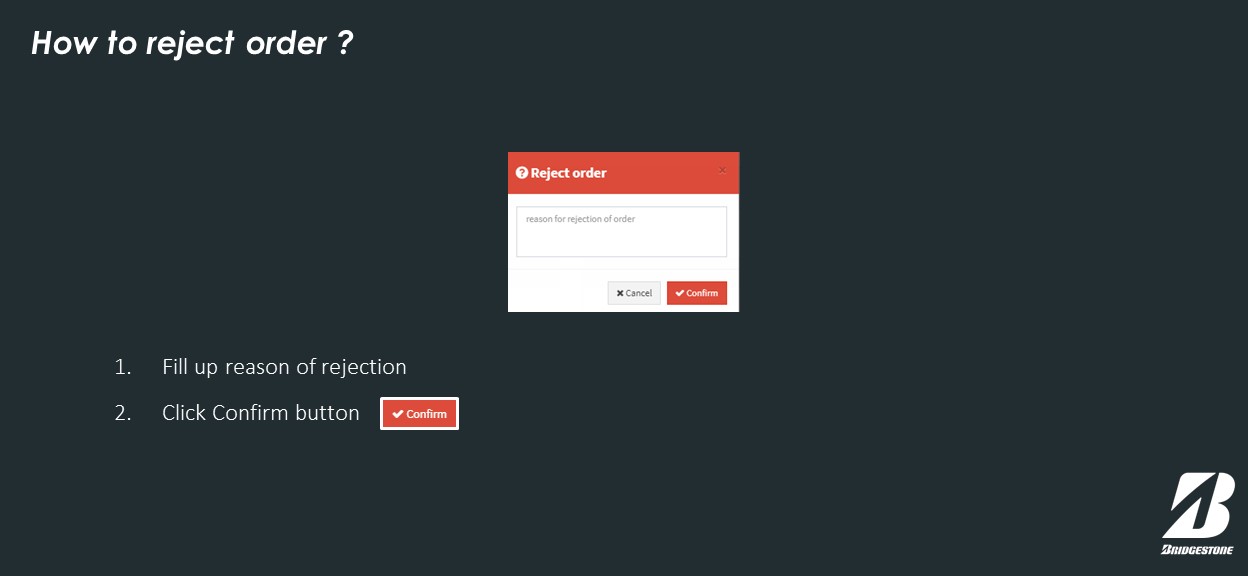 How to reject order ?
Reject order
reason for rejection of order
Cancel
Confirm
1. Fill up reason of rejection
2. Click Confirm button Confirm
BRIDGESTONE